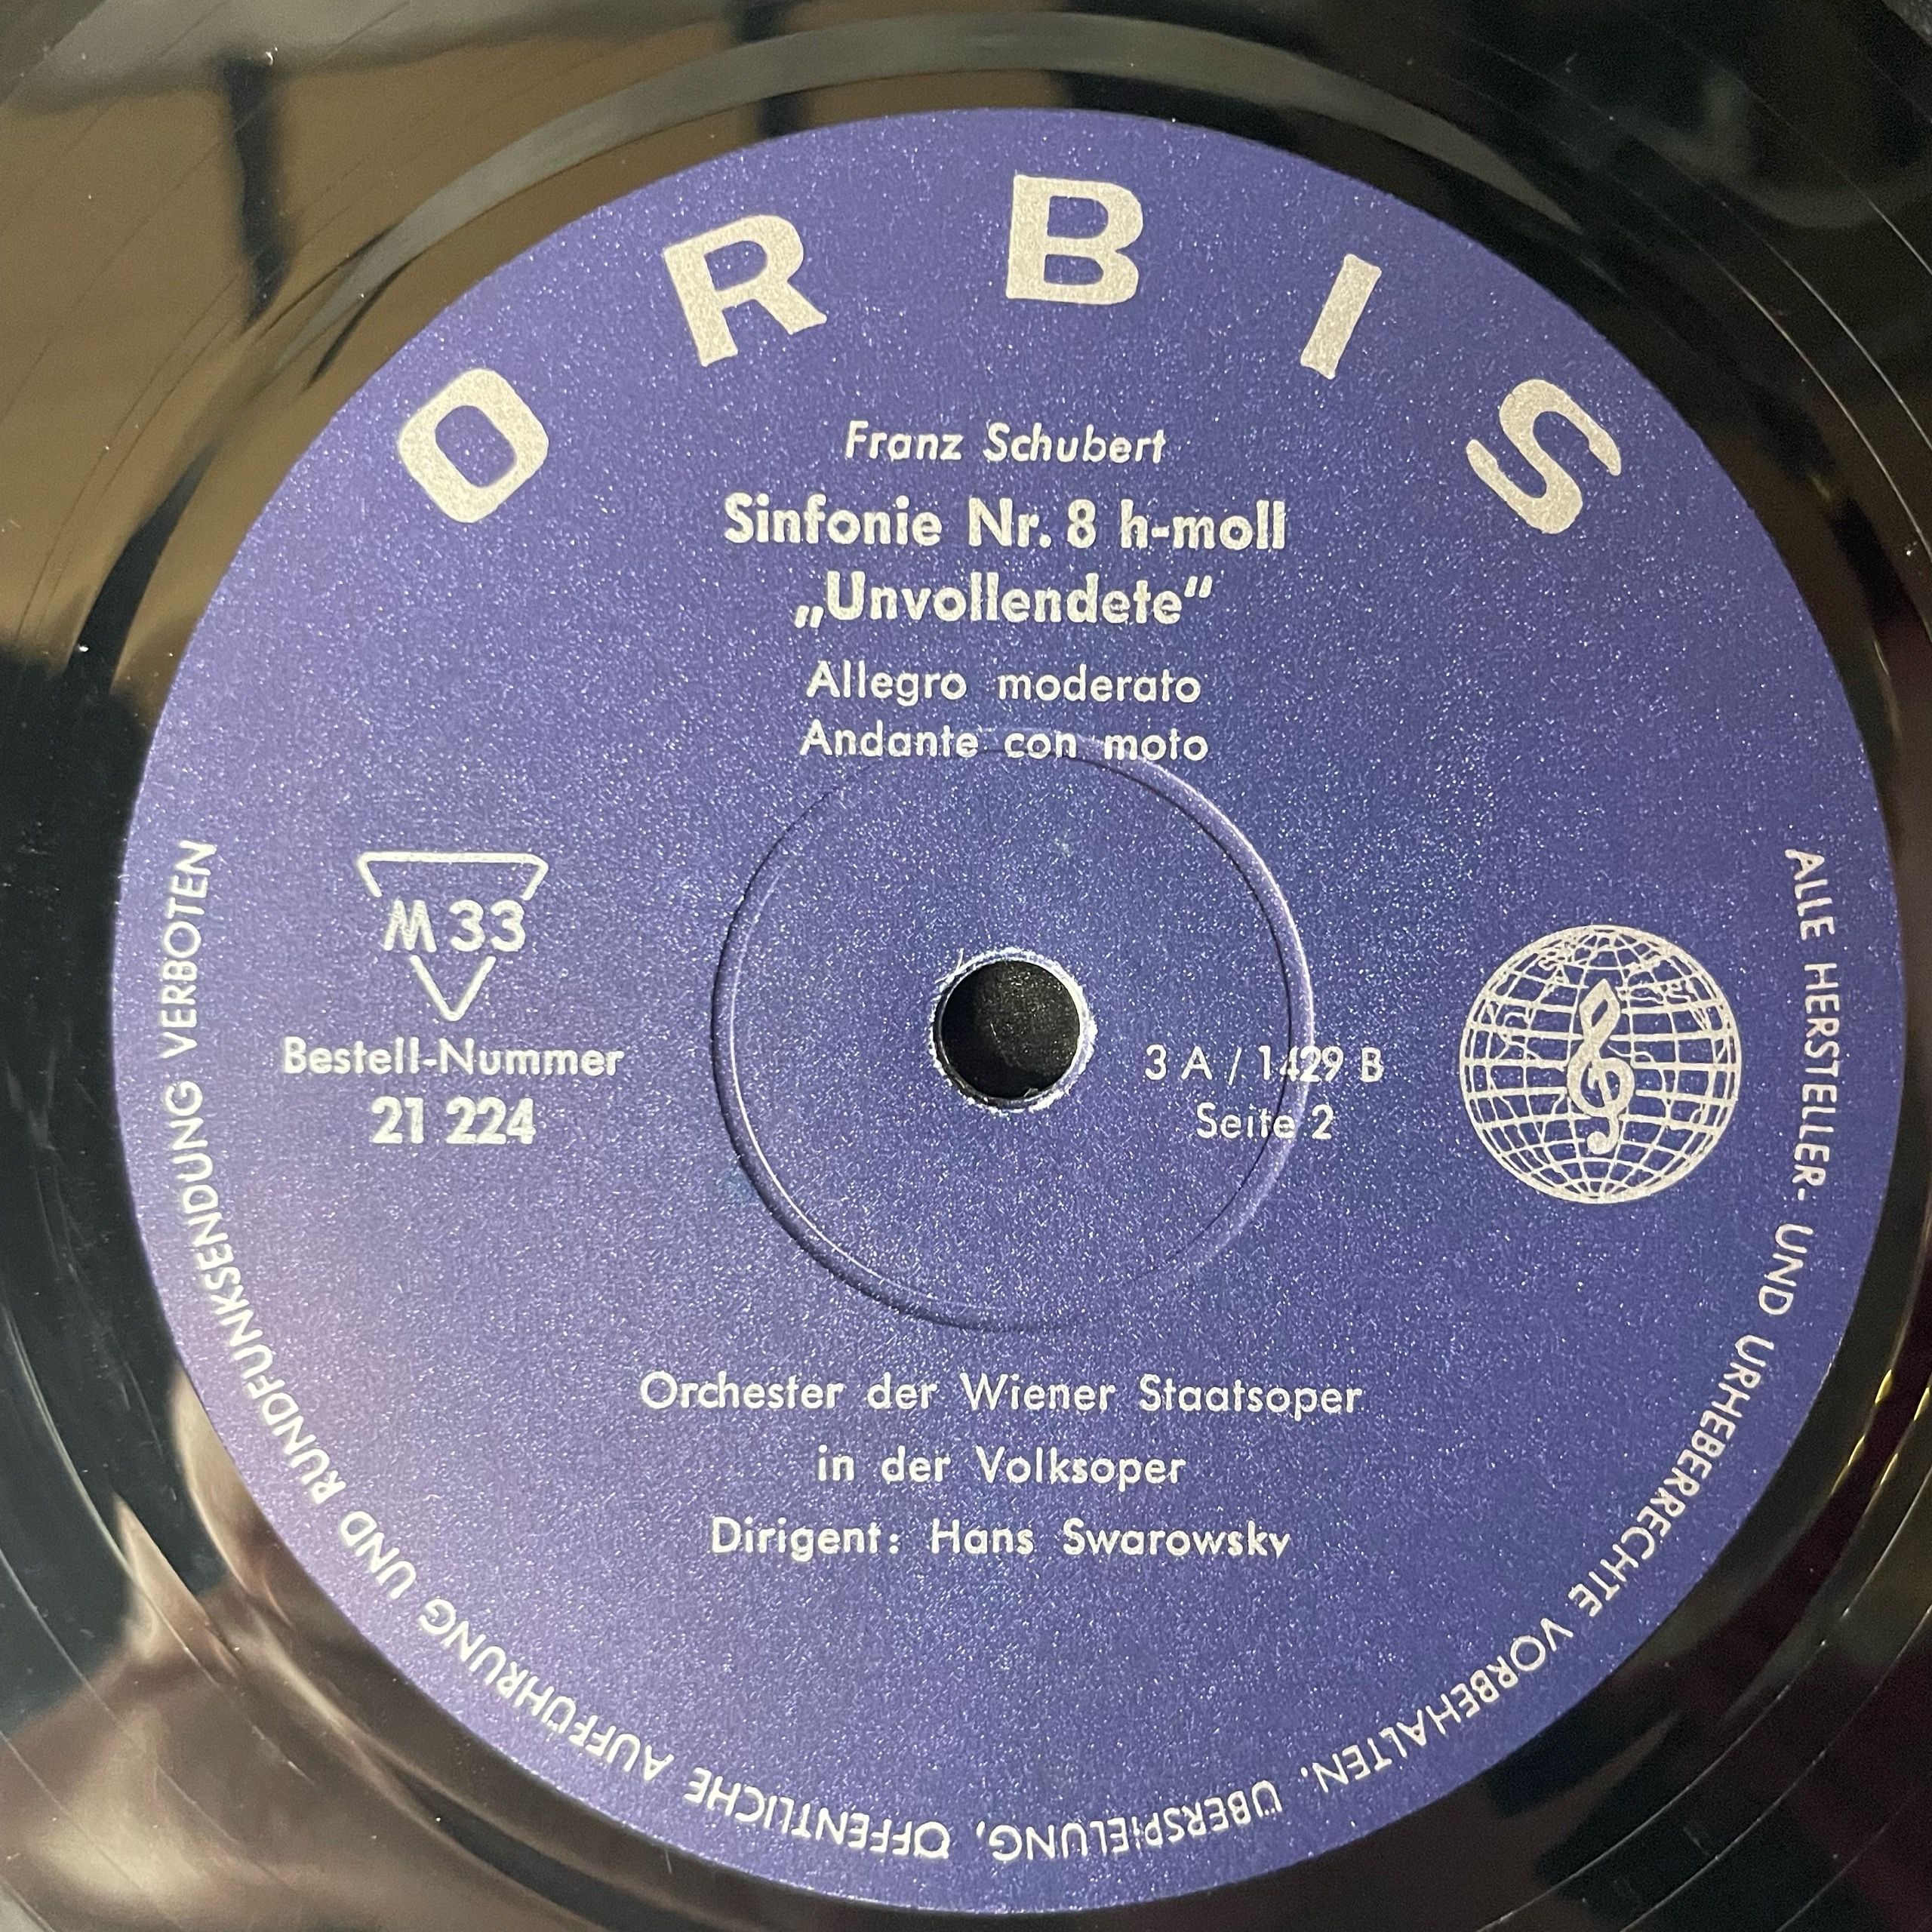 ORBIS
Franz Schubert
Sinfonie Nr. 8 h-moll
„Unvollendete“
Allegro moderato
Andante con moto
M 33
Bestell-Nummer
21 224
3 A / 1429 B
Seite 2
Orchester der Wiener Staatsoper
in der Volksoper
Dirigent: Hans Swarowsky
ALLE HERSTELLER- UND URHEBERRECHTE VORBEHALTEN. ÜBERSPIELUNG, ÖFFENTLICHE AUFFÜHRUNG UND RUNDFUNKSENDUNG VERBOTEN